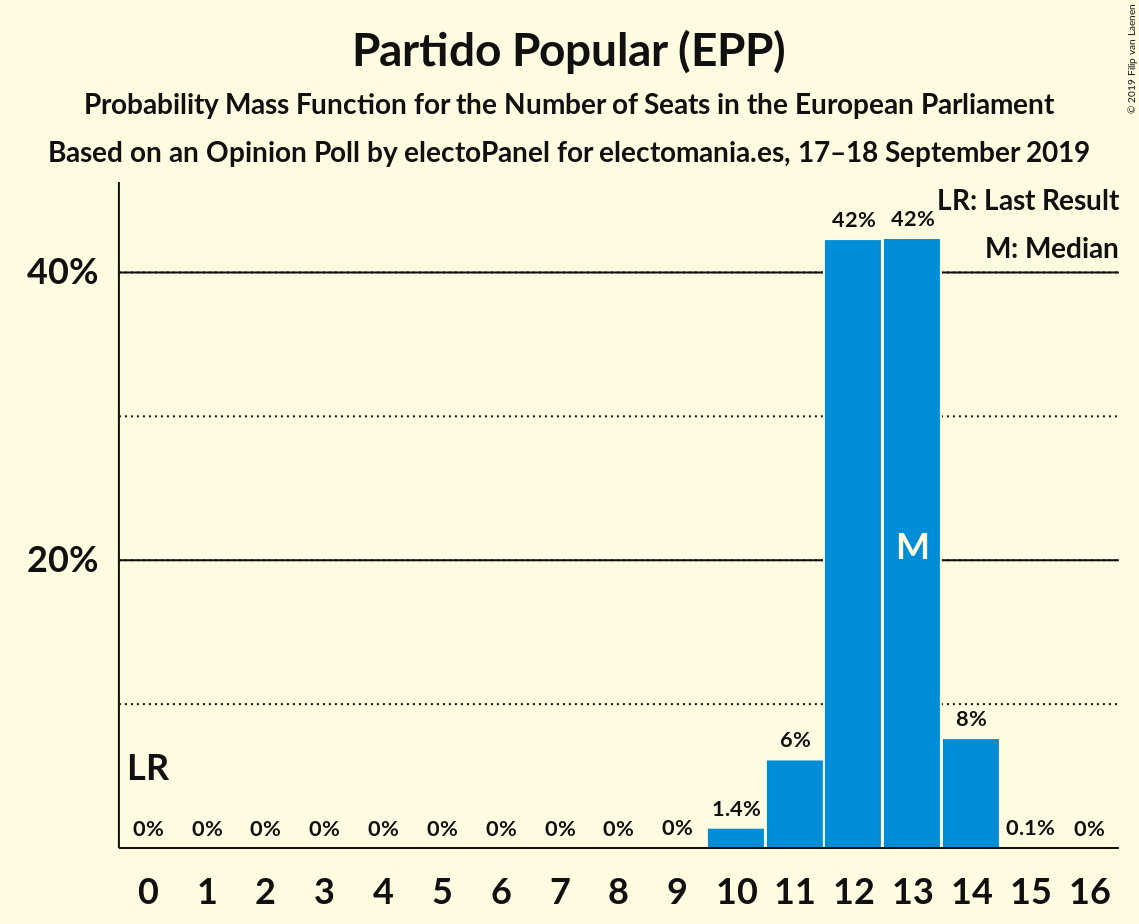 Partido Popular (EPP)
Probability Mass Function for the Number of Seats in the European Parliament
Based on an Opinion Poll by electoPanel for electomania.es, 17–18 September 2019
© 2019 Filip van Laenen
LR: Last Result
M: Median
42% 42%
40%
20%
M
8%
6%
LR
1.4%
0% 0% 0% 0% 0% 0% 0% 0% 0% 0% 0.1% 0%
0 1 2 3 4 5 6 7 8 9 10 11 12 13 14 15 16